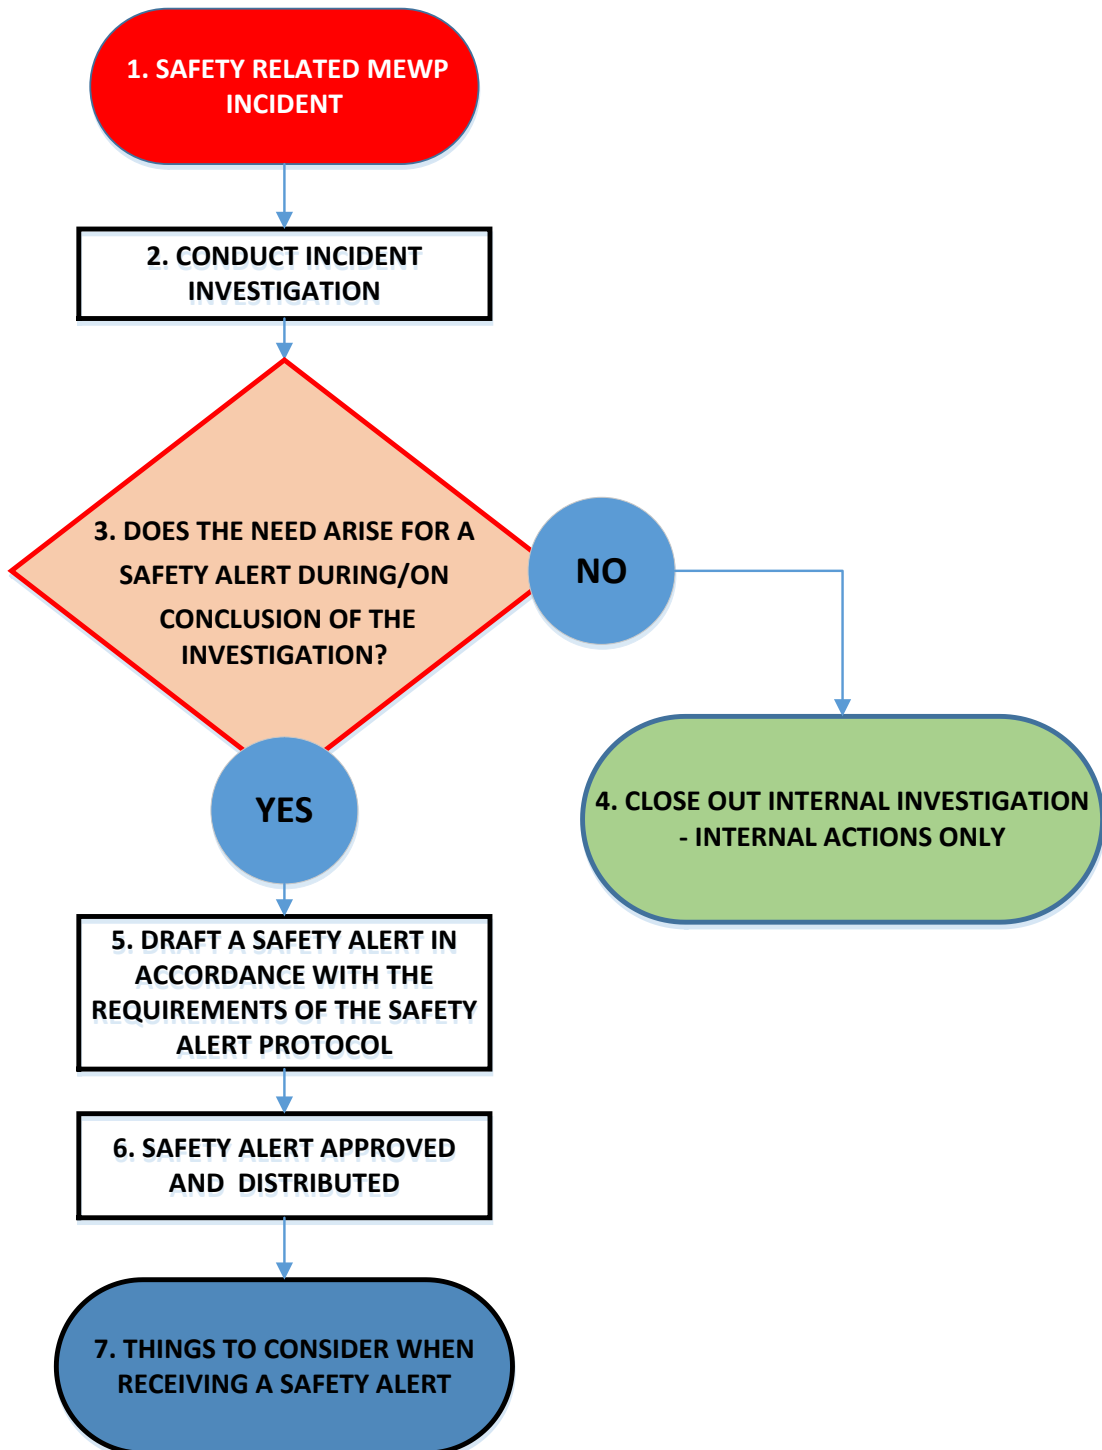 1. SAFETY RELATED MEWP
INCIDENT
2. CONDUCT INCIDENT
INVESTIGATION
3. DOES THE NEED ARISE FOR A
SAFETY ALERT DURING/ON
CONCLUSION OF THE
INVESTIGATION?
NO
4. CLOSE OUT INTERNAL INVESTIGATION
- INTERNAL ACTIONS ONLY
YES
5. DRAFT A SAFETY ALERT IN
ACCORDANCE WITH THE
REQUIREMENTS OF THE SAFETY
ALERT PROTOCOL
6. SAFETY ALERT APPROVED
AND  DISTRIBUTED
7. THINGS TO CONSIDER WHEN
RECEIVING A SAFETY ALERT